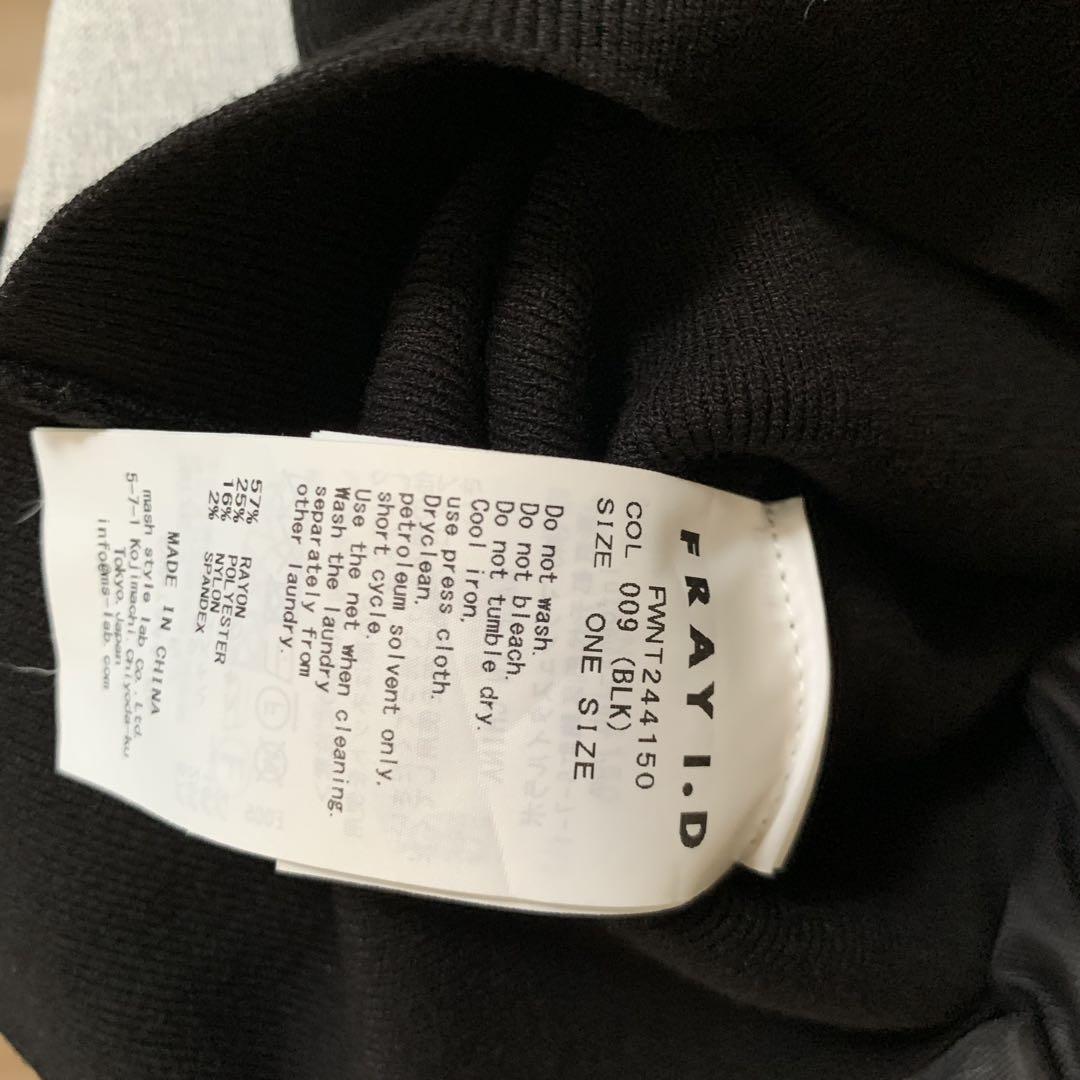 FRAY I.D
FWNT244150
COL 009 (BLK)
SIZE ONE SIZE
Do not wash.
Do not bleach.
Do not tumble dry.
Cool iron,
use press cloth.
Dryclean,
petroleum solvent only,
short cycle.
Use the net when cleaning.
Wash the laundry
separately from
other laundry.
57% RAYON
25% POLYESTER
16% NYLON
2% SPANDEX
MADE IN CHINA
mash style lab Co.,Ltd.
5-7-1 Kojimachi,Chiyoda-ku
Tokyo,Japan
info@ms-lab.com